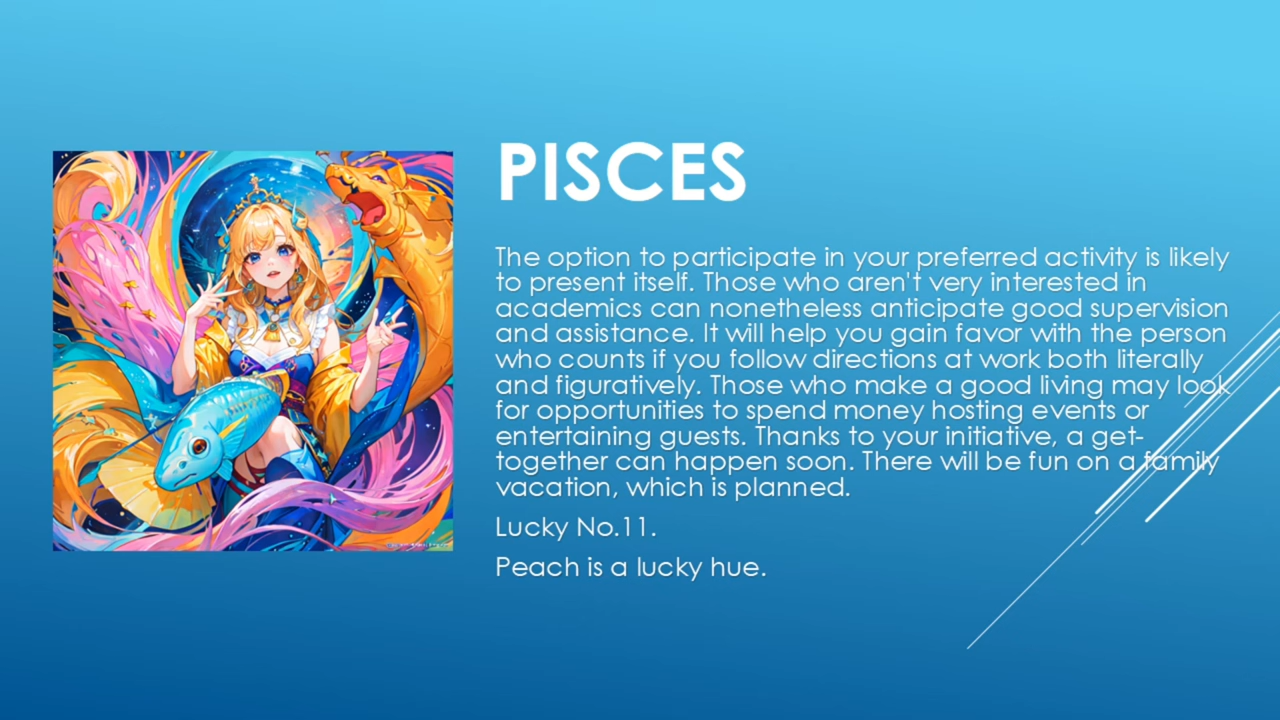 PISCES
The option to participate in your preferred activity is likely
to present itself. Those who aren't very interested in
academics can nonetheless anticipate good supervision
and assistance. It will help you gain favor with the person
who counts if you follow directions at work both literally
and figuratively. Those who make a good living may look
for opportunities to spend money hosting events or
entertaining guests. Thanks to your initiative, a get-
together can happen soon. There will be fun on a family
vacation, which is planned.
Lucky No.11.
Peach is a lucky hue.